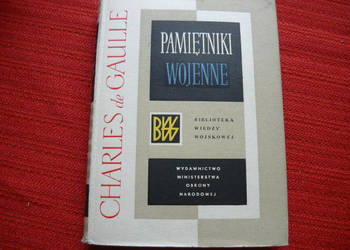 CHARLES de GAULLE
PAMIĘTNIKI
WOJENNE
BWW
BIBLIOTEKA
WIEDZY
WOJSKOWEJ
WYDAWNICTWO
MINISTERSTWA
OBRONY
NARODOWEJ